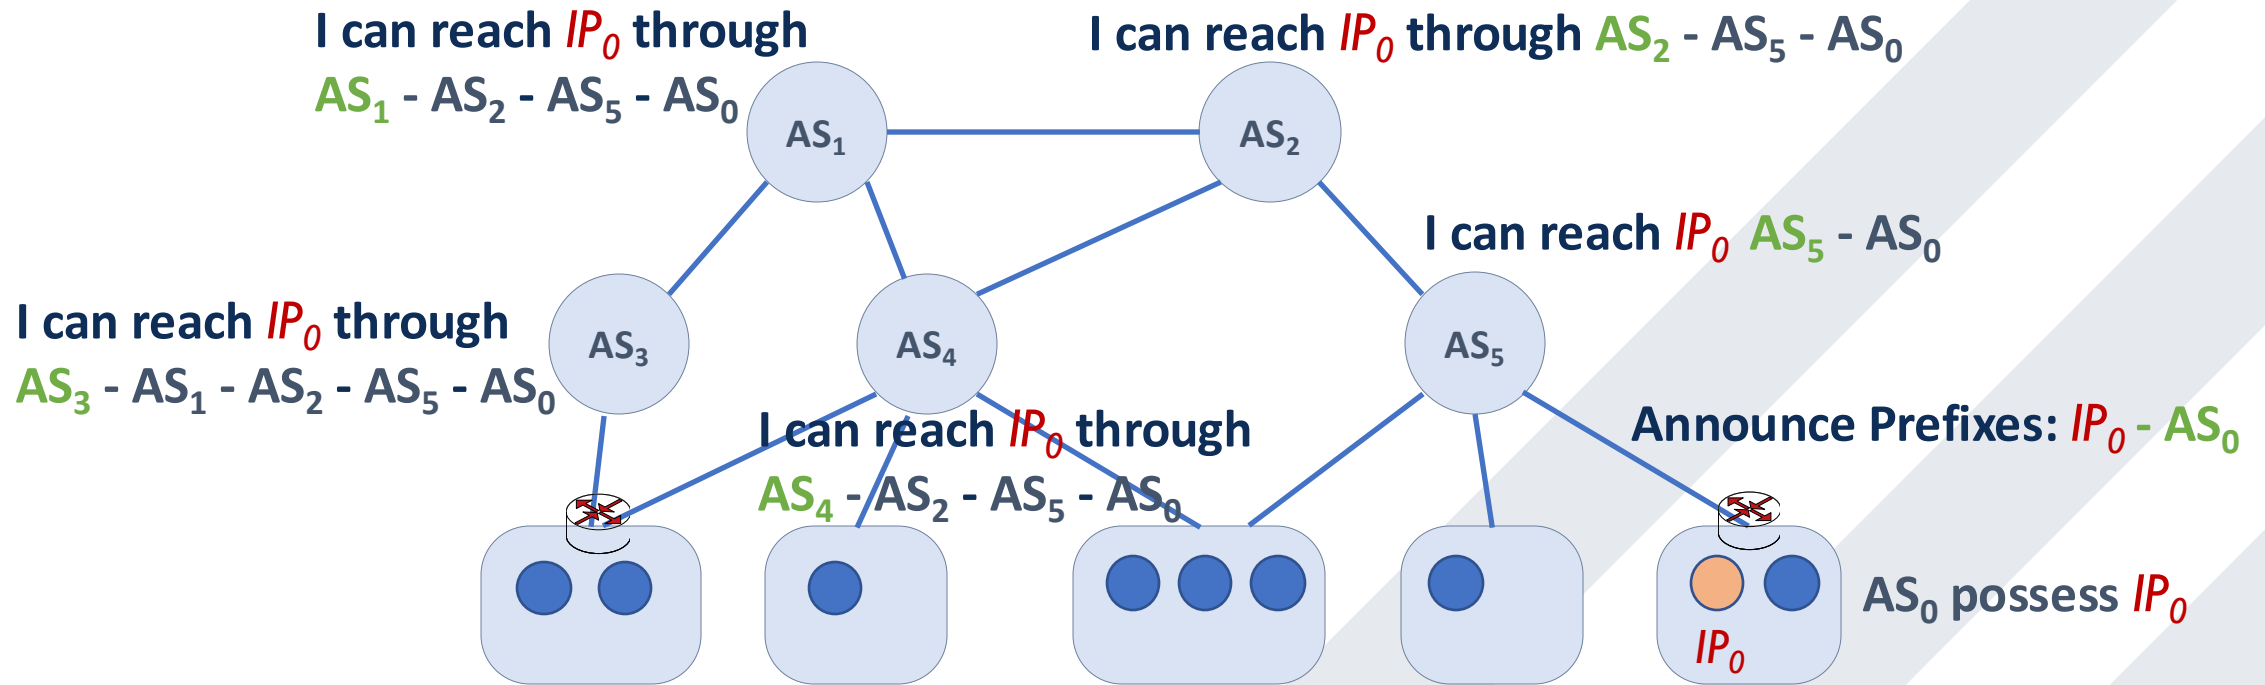 I can reach IP0 through
AS1 - AS2 - AS5 - AS0
I can reach IP0 through AS2 - AS5 - AS0
AS1
AS2
I can reach IP0 AS5 - AS0
I can reach IP0 through
AS3 - AS1 - AS2 - AS5 - AS0
AS3
AS4
AS5
I can reach IP0 through
AS4 - AS2 - AS5 - AS0
Announce Prefixes: IP0 - AS0
AS0 possess IP0
IP0